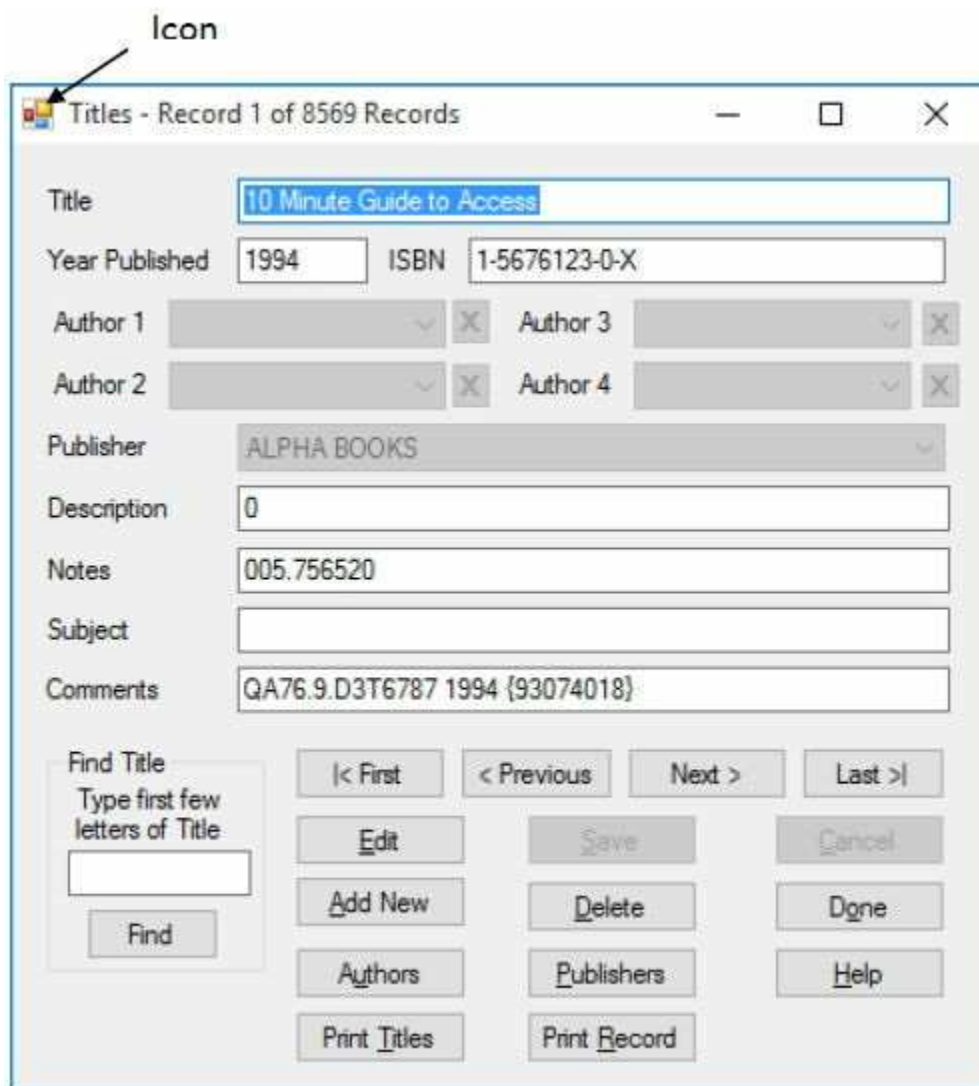 Icon
Titles - Record 1 of 8569 Records
Title 10 Minute Guide to Access
Year Published 1994 ISBN 1-5676123-0-X
Author 1 X Author 3 X
Author 2 X Author 4 X
Publisher ALPHA BOOKS
Description 0
Notes 005.756520
Subject
Comments QA76.9.D3T6787 1994 {93074018}
Find Title
Type first few
letters of Title
Find
|< First < Previous Next > Last >|
Edit Save Cancel
Add New Delete Done
Authors Publishers Help
Print Titles Print Record